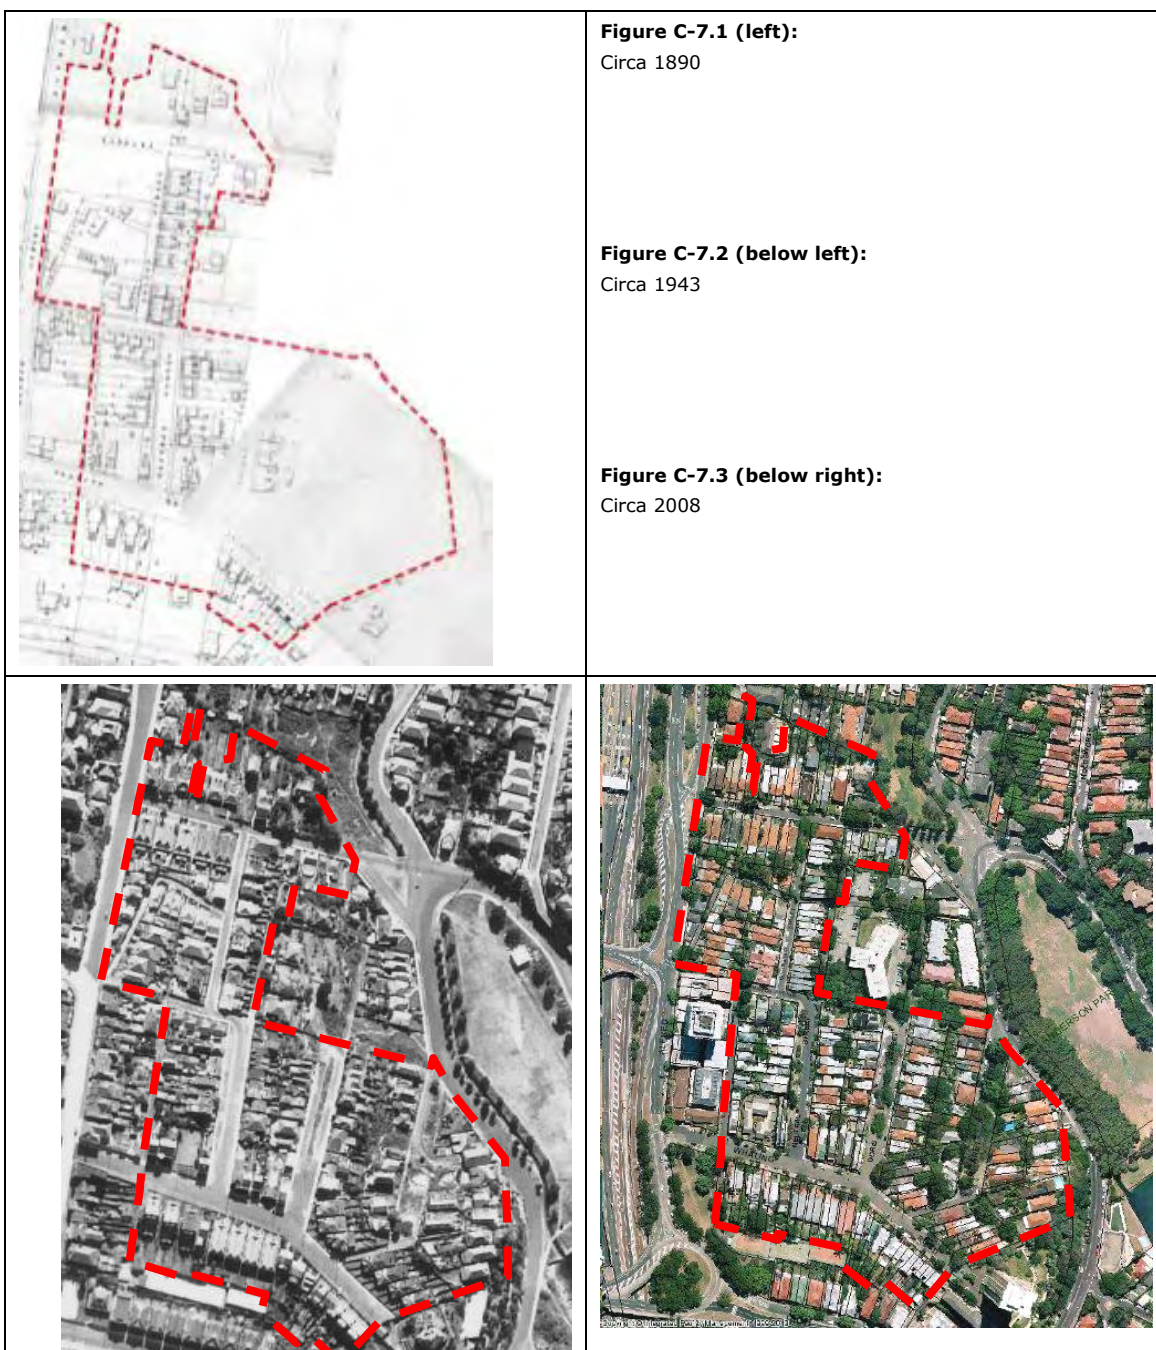 Figure C-7.1 (left):
Circa 1890
Figure C-7.2 (below left):
Circa 1943
Figure C-7.3 (below right):
Circa 2008
WHALING